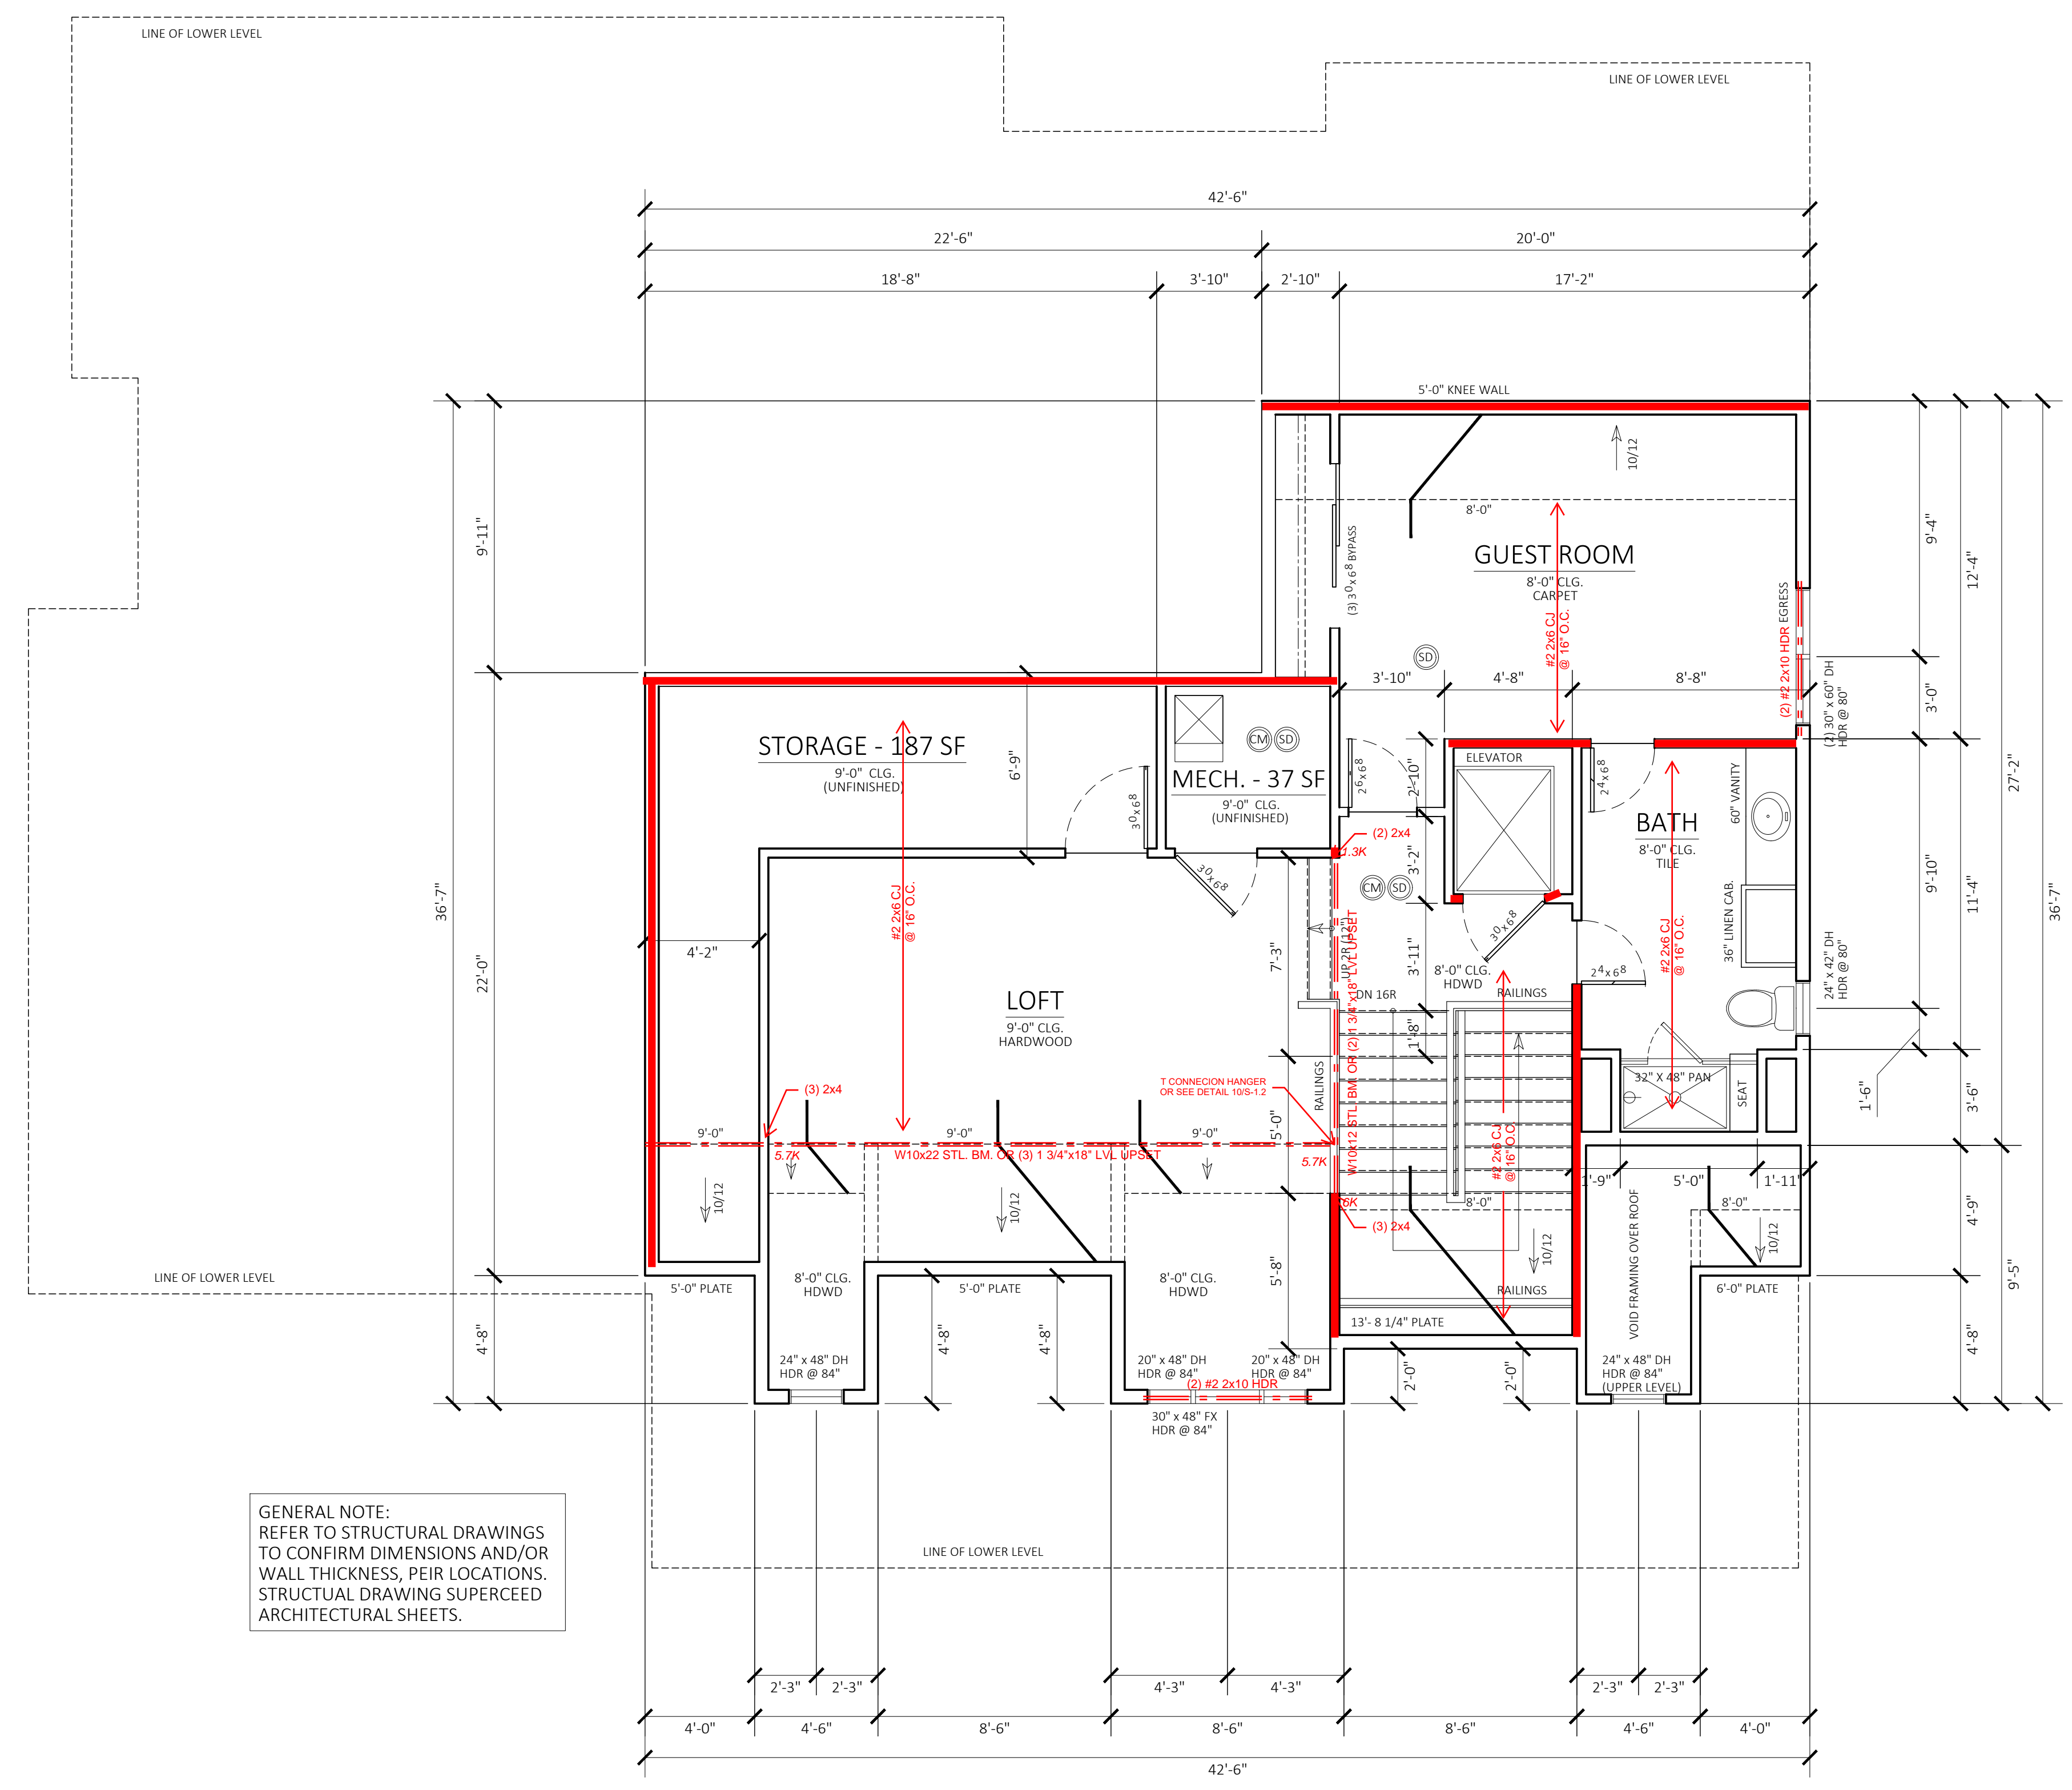 LINE OF LOWER LEVEL
LINE OF LOWER LEVEL
42'-6"
22'-6"
20'-0"
18'-8"
3'-10"
2'-10"
17'-2"
5'-0" KNEE WALL
10/12
8'-0"
GUEST ROOM
8'-0" CLG.
CARPET
#2 2x6 CJ
@ 16" O.C.
(3) 3⁰x6⁸ BYPASS
SD
(2) #2 2x10 HDR
EGRESS
(2) 30" x 60" DH
HDR @ 80"
9'-11"
36'-7"
22'-0"
4'-8"
9'-4"
3'-0"
12'-4"
9'-10"
11'-4"
27'-2"
36'-7"
1'-6"
3'-6"
4'-9"
4'-8"
9'-5"
3'-10"
4'-8"
8'-8"
STORAGE - 187 SF
9'-0" CLG.
(UNFINISHED)
6'-9"
3⁰x6⁸
MECH. - 37 SF
9'-0" CLG.
(UNFINISHED)
CM
SD
3⁰x6⁸
2⁶x6⁸
2'-10"
ELEVATOR
2⁴x6⁸
60" VANITY
BATH
8'-0" CLG.
TILE
36" LINEN CAB.
#2 2x6 CJ
@ 16" O.C.
24" x 42" DH
HDR @ 80"
(2) 2x4
1.3K
3'-2"
CM
SD
3⁰x6⁸
3'-11"
8'-0" CLG.
HDWD
2⁴x6⁸
RAILINGS
DN 16R
UP 2R (12")
1'-8"
#2 2x6 CJ
@ 16" O.C.
4'-2"
7'-3"
LOFT
9'-0" CLG.
HARDWOOD
W10x12 STL. BM. OR (2) 1 3/4"x18" LVL UPSET
T CONNECION HANGER
OR SEE DETAIL 10/S-1.2
RAILINGS
32" X 48" PAN
SEAT
(3) 2x4
9'-0"
9'-0"
9'-0"
5'-0"
5.7K
W10x22 STL. BM. OR (3) 1 3/4"x18" LVL UPSET
5.7K
#2 2x6 CJ
@ 16" O.C.
1'-9"
5'-0"
1'-11"
10/12
10/12
8'-0"
8'-0"
(3) 2x4
10/12
10/12
VOID FRAMING OVER ROOF
5'-8"
LINE OF LOWER LEVEL
5'-0" PLATE
8'-0" CLG.
HDWD
5'-0" PLATE
8'-0" CLG.
HDWD
RAILINGS
6'-0" PLATE
13'- 8 1/4" PLATE
4'-8"
4'-8"
24" x 48" DH
HDR @ 84"
20" x 48" DH
HDR @ 84"
20" x 48" DH
HDR @ 84"
(2) #2 2x10 HDR
30" x 48" FX
HDR @ 84"
2'-0"
2'-0"
24" x 48" DH
HDR @ 84"
(UPPER LEVEL)
GENERAL NOTE:
REFER TO STRUCTURAL DRAWINGS
TO CONFIRM DIMENSIONS AND/OR
WALL THICKNESS, PEIR LOCATIONS.
STRUCTUAL DRAWING SUPERCEED
ARCHITECTURAL SHEETS.
LINE OF LOWER LEVEL
2'-3"
2'-3"
4'-3"
4'-3"
2'-3"
2'-3"
4'-0"
4'-6"
8'-6"
8'-6"
8'-6"
4'-6"
4'-0"
42'-6"